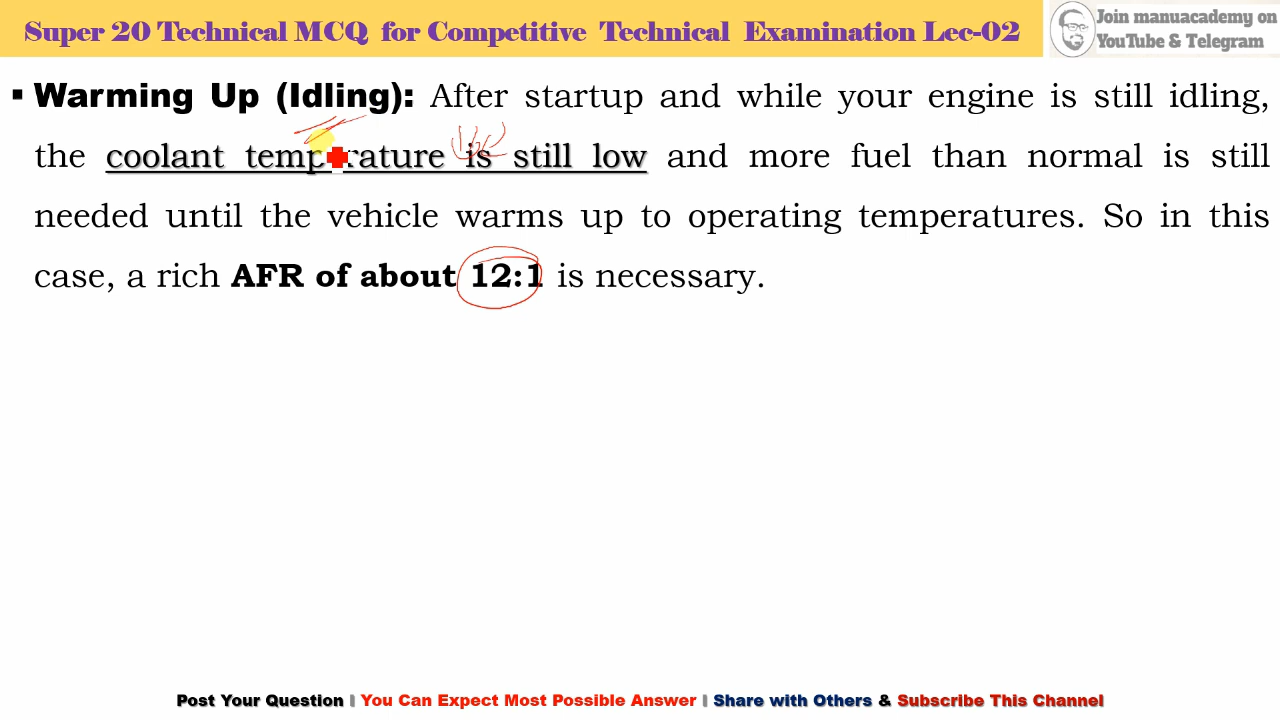 Super 20 Technical MCQ for Competitive Technical Examination Lec-02
Join manuacademy on
YouTube & Telegram
▪ Warming Up (Idling): After startup and while your engine is still idling,
the coolant temp rature is still low and more fuel than normal is still
needed until the vehicle warms up to operating temperatures. So in this
case, a rich AFR of about 12:1 is necessary.
Post Your Question | You Can Expect Most Possible Answer | Share with Others & Subscribe This Channel